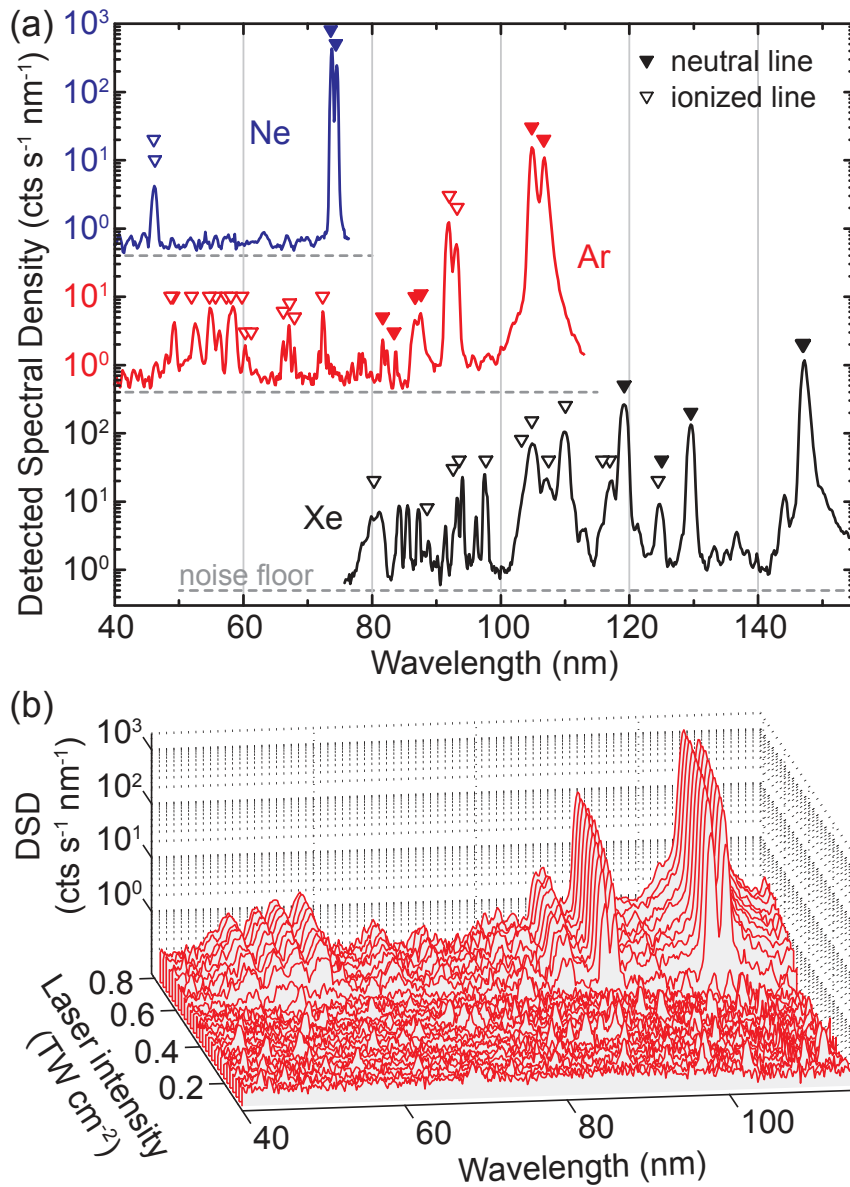 (a)
Detected Spectral Density (cts s⁻¹ nm⁻¹)
10³
10²
10¹
10⁰
10¹
10⁰
10²
10¹
10⁰
Ne
Ar
Xe
neutral line
ionized line
noise floor
40 60 80 100 120 140
Wavelength (nm)
(b)
DSD
(cts s⁻¹ nm⁻¹)
10³
10²
10¹
10⁰
0.8
0.6
0.4
0.2
Laser intensity
(TW cm⁻²)
40 60 80 100
Wavelength (nm)